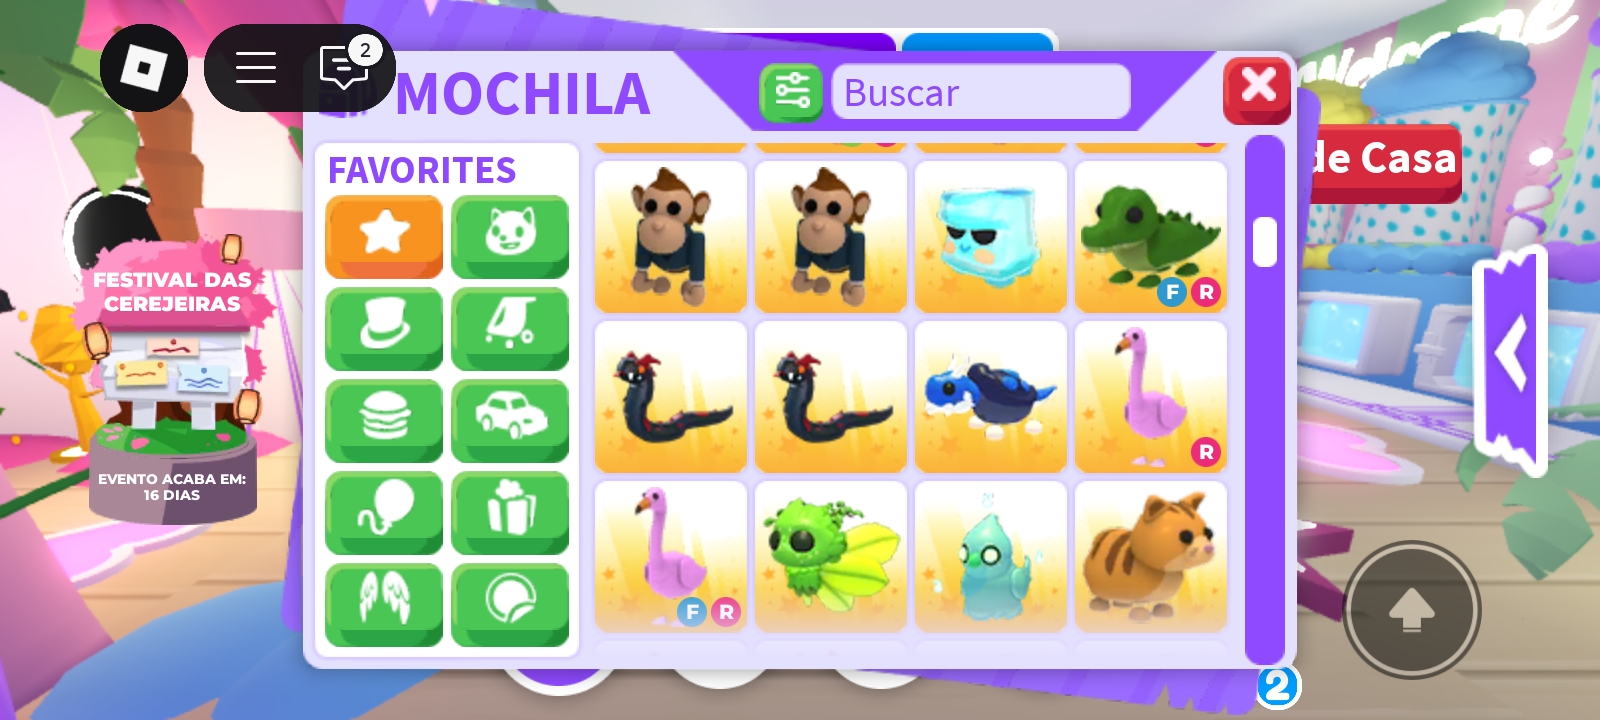 2
MOCHILA
Buscar
de Casa
FAVORITES
FESTIVAL DAS
CEREJEIRAS
EVENTO ACABA EM:
16 DIAS
F R
R
F R
2